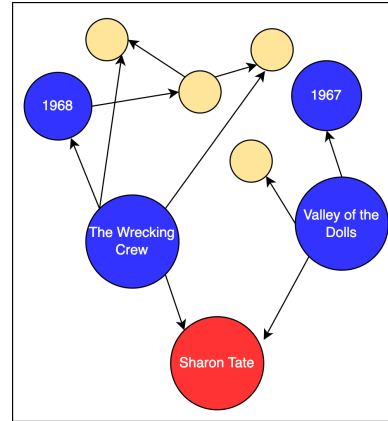 1968
1967
The Wrecking
Crew
Valley of the
Dolls
Sharon Tate